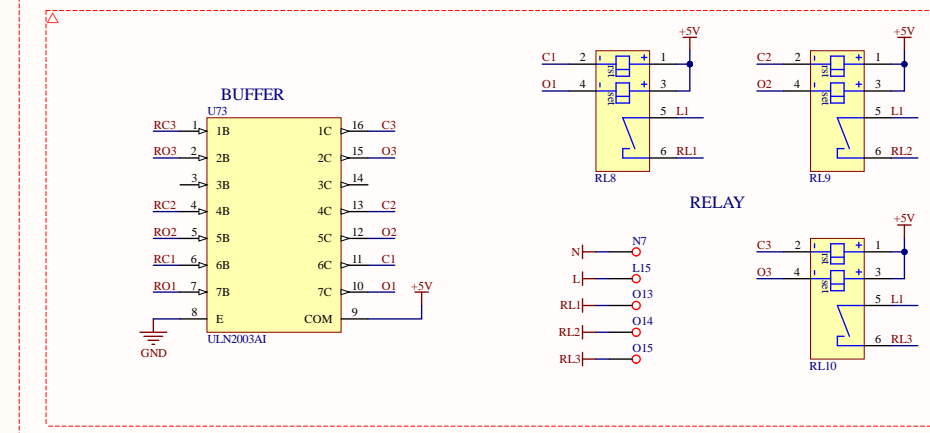 BUFFER
U73
RC3 1 1B 1C 16 C3
RO3 2 2B 2C 15 O3
3 3B 3C 14
RC2 4 4B 4C 13 C2
RO2 5 5B 5C 12 O2
RC1 6 6B 6C 11 C1
RO1 7 7B 7C 10 O1
8 E COM 9 +5V
GND
ULN2003AI
+5V
C1 2 - rst + 1
O1 4 - set + 3
5 L1
6 RL1
RL8
+5V
C2 2 - rst + 1
O2 4 - set + 3
5 L1
6 RL2
RL9
RELAY
N N7
L L15
RL1 O13
RL2 O14
RL3 O15
+5V
C3 2 - rst + 1
O3 4 - set + 3
5 L1
6 RL3
RL10